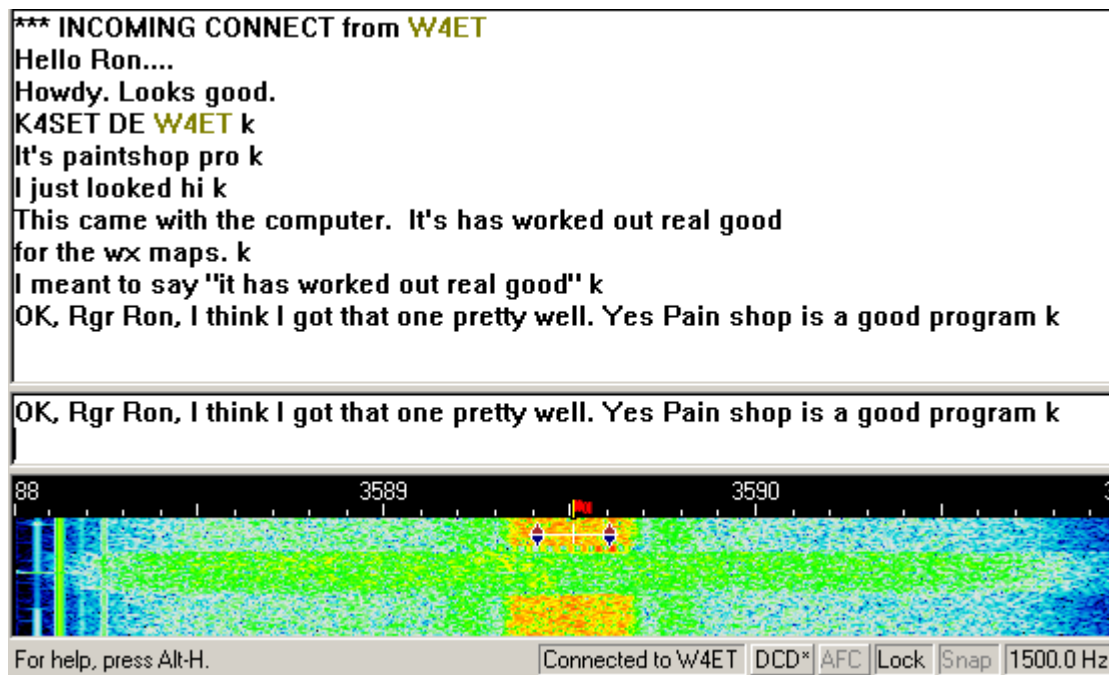 *** INCOMING CONNECT from W4ET
Hello Ron....
Howdy. Looks good.
K4SET DE W4ET k
It's paintshop pro k
I just looked hi k
This came with the computer.  It's has worked out real good
for the wx maps. k
I meant to say "it has worked out real good" k
OK, Rgr Ron, I think I got that one pretty well. Yes Pain shop is a good program k
OK, Rgr Ron, I think I got that one pretty well. Yes Pain shop is a good program k
88 3589 3590
For help, press Alt-H. Connected to W4ET DCD* AFC Lock Snap 1500.0 Hz